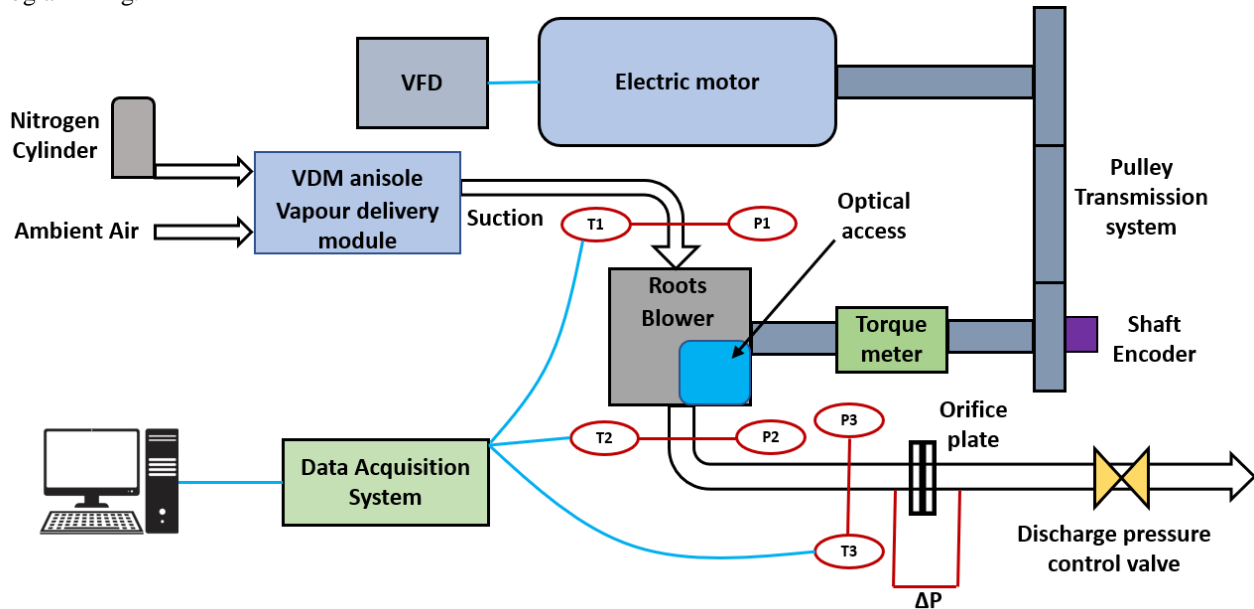 VFD
Electric motor
Nitrogen
Cylinder
VDM anisole
Vapour delivery
module
Ambient Air
Suction
T1
P1
Optical
access
Pulley
Transmission
system
Roots
Blower
Torque
meter
Shaft
Encoder
T2
P2
P3
Orifice
plate
Data Acquisition
System
T3
Discharge pressure
control valve
ΔP